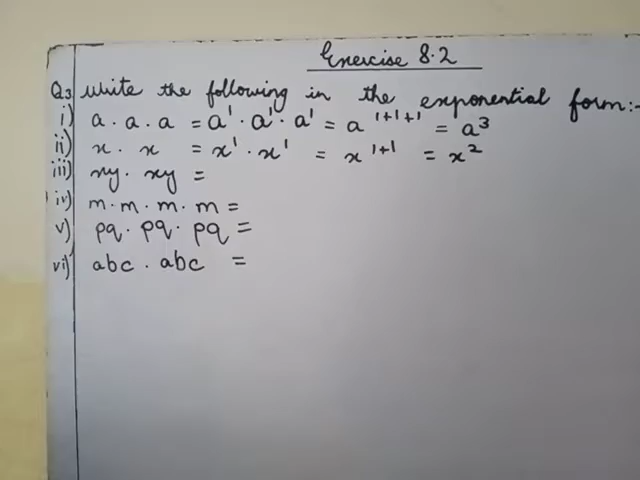 Exercise 8.2
Q3 Write the following in the exponential form:-
i) a . a . a = a¹ . a¹ . a¹ = a¹⁺¹⁺¹ = a³
ii) x . x = x¹ . x¹ = x¹⁺¹ = x²
iii) xy . xy =
iv) m . m . m . m =
v) pq . pq . pq =
vi) abc . abc =